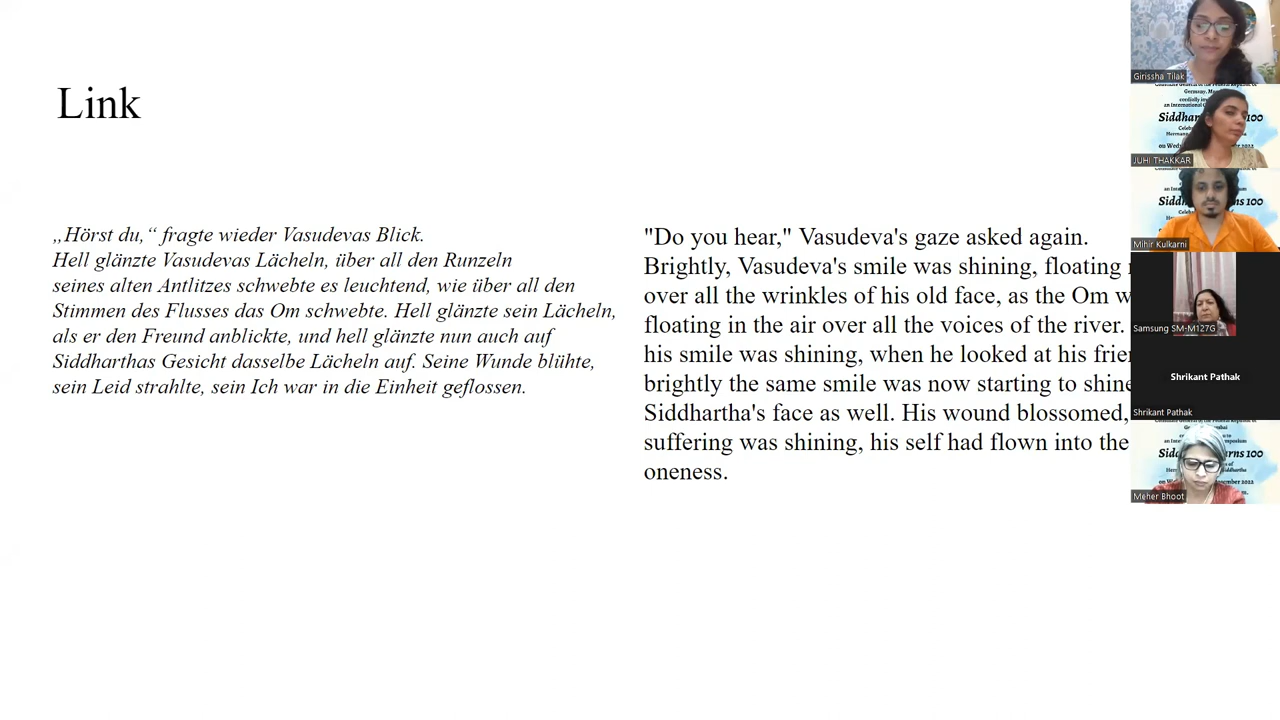 Link
„Hörst du,“ fragte wieder Vasudevas Blick.
Hell glänzte Vasudevas Lächeln, über all den Runzeln
seines alten Antlitzes schwebte es leuchtend, wie über all den
Stimmen des Flusses das Om schwebte. Hell glänzte sein Lächeln,
als er den Freund anblickte, und hell glänzte nun auch auf
Siddharthas Gesicht dasselbe Lächeln auf. Seine Wunde blühte,
sein Leid strahlte, sein Ich war in die Einheit geflossen.
"Do you hear," Vasudeva's gaze asked again.
Brightly, Vasudeva's smile was shining, floating
over all the wrinkles of his old face, as the Om
floating in the air over all the voices of the river.
his smile was shining, when he looked at his
brightly the same smile was now starting to shine
Siddhartha's face as well. His wound blossomed,
suffering was shining, his self had flown into the
oneness.
Girissha Tilak
Siddhar 100
JUHI THAKKAR
Mihir Kulkarni
Samsung SM-M127G
Shrikant Pathak
Shrikant Pathak
rns 100
Meher Bhoot